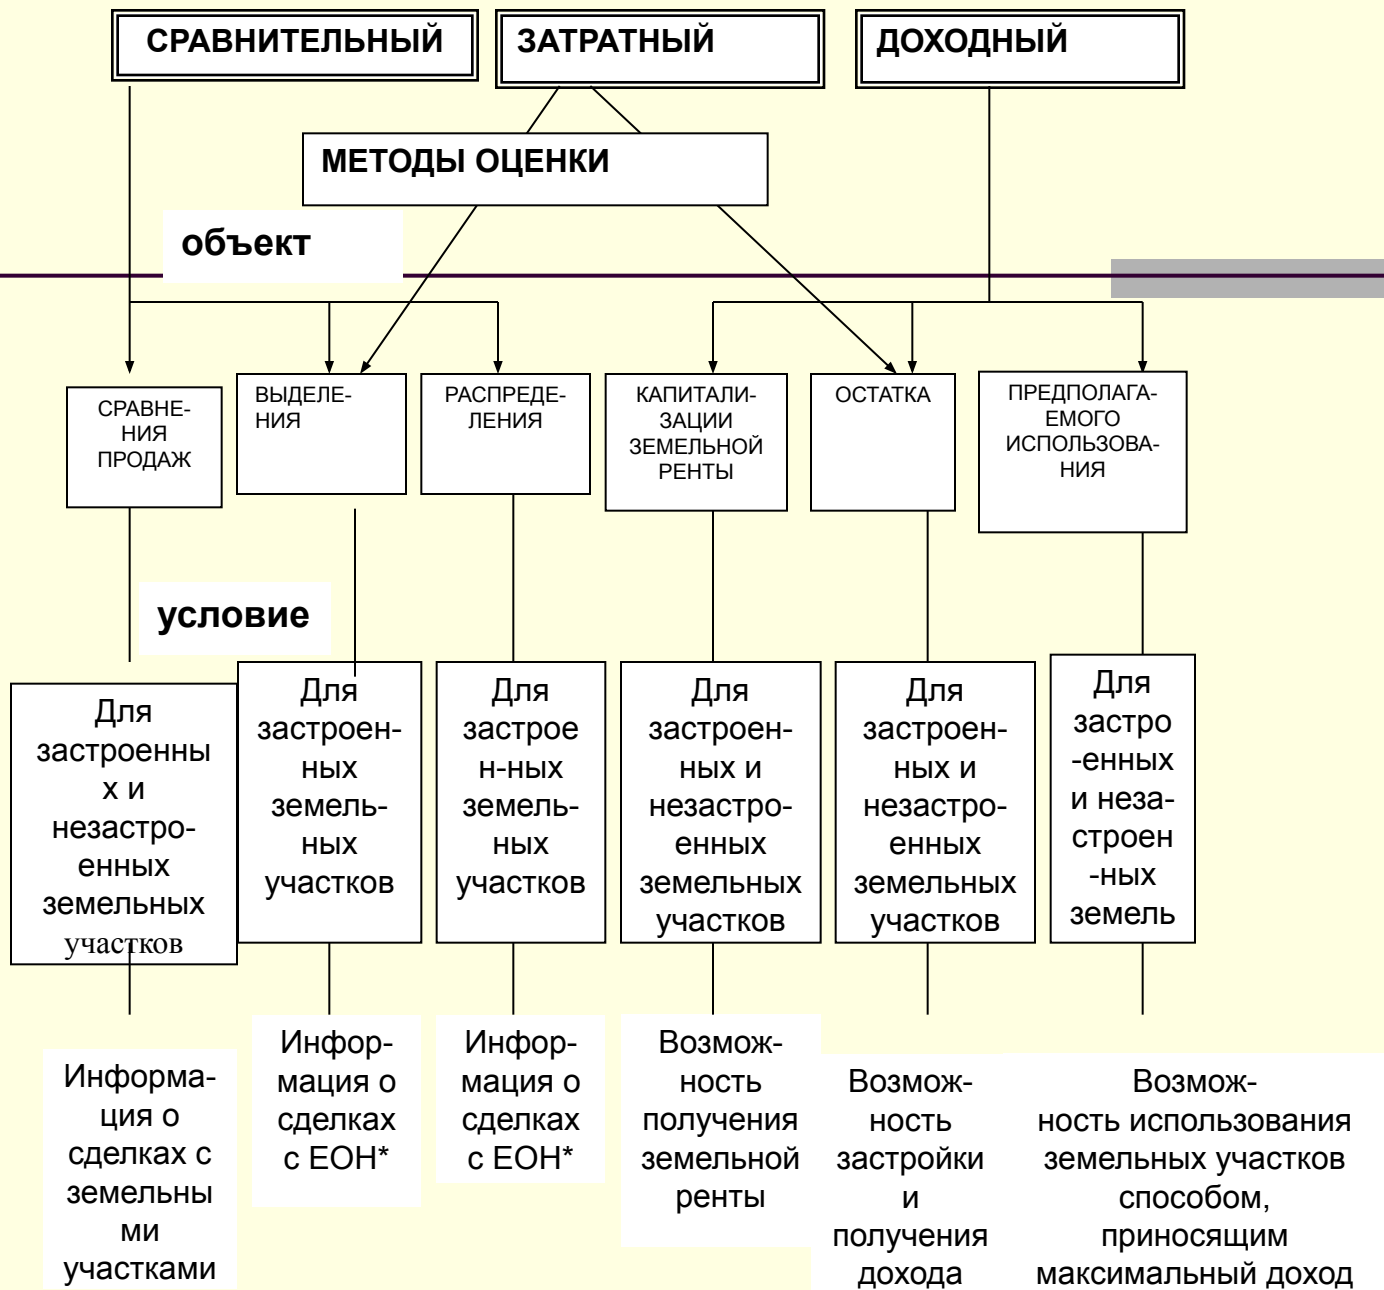 СРАВНИТЕЛЬНЫЙ
ЗАТРАТНЫЙ
ДОХОДНЫЙ
МЕТОДЫ ОЦЕНКИ
объект
СРАВНЕ-
НИЯ
ПРОДАЖ
ВЫДЕЛЕ-
НИЯ
РАСПРЕДЕ-
ЛЕНИЯ
КАПИТАЛИ-
ЗАЦИИ
ЗЕМЕЛЬНОЙ
РЕНТЫ
ОСТАТКА
ПРЕДПОЛАГА-
ЕМОГО
ИСПОЛЬЗОВА-
НИЯ
условие
Для
застроенны
х и
незастро-
енных
земельных
участков
Для
застроен-
ных
земель-
ных
участков
Для
застрое
н-ных
земель-
ных
участков
Для
застроен-
ных и
незастро-
енных
земельных
участков
Для
застроен-
ных и
незастро-
енных
земельных
участков
Для
застро
-енных
и неза-
строен
-ных
земель
Информа-
ция о
сделках с
земельны
ми
участками
Инфор-
мация о
сделках
с ЕОН*
Инфор-
мация о
сделках
с ЕОН*
Возмож-
ность
получения
земельной
ренты
Возмож-
ность
застройки
и
получения
дохода
Возмож-
ность использования
земельных участков
способом,
приносящим
максимальный доход